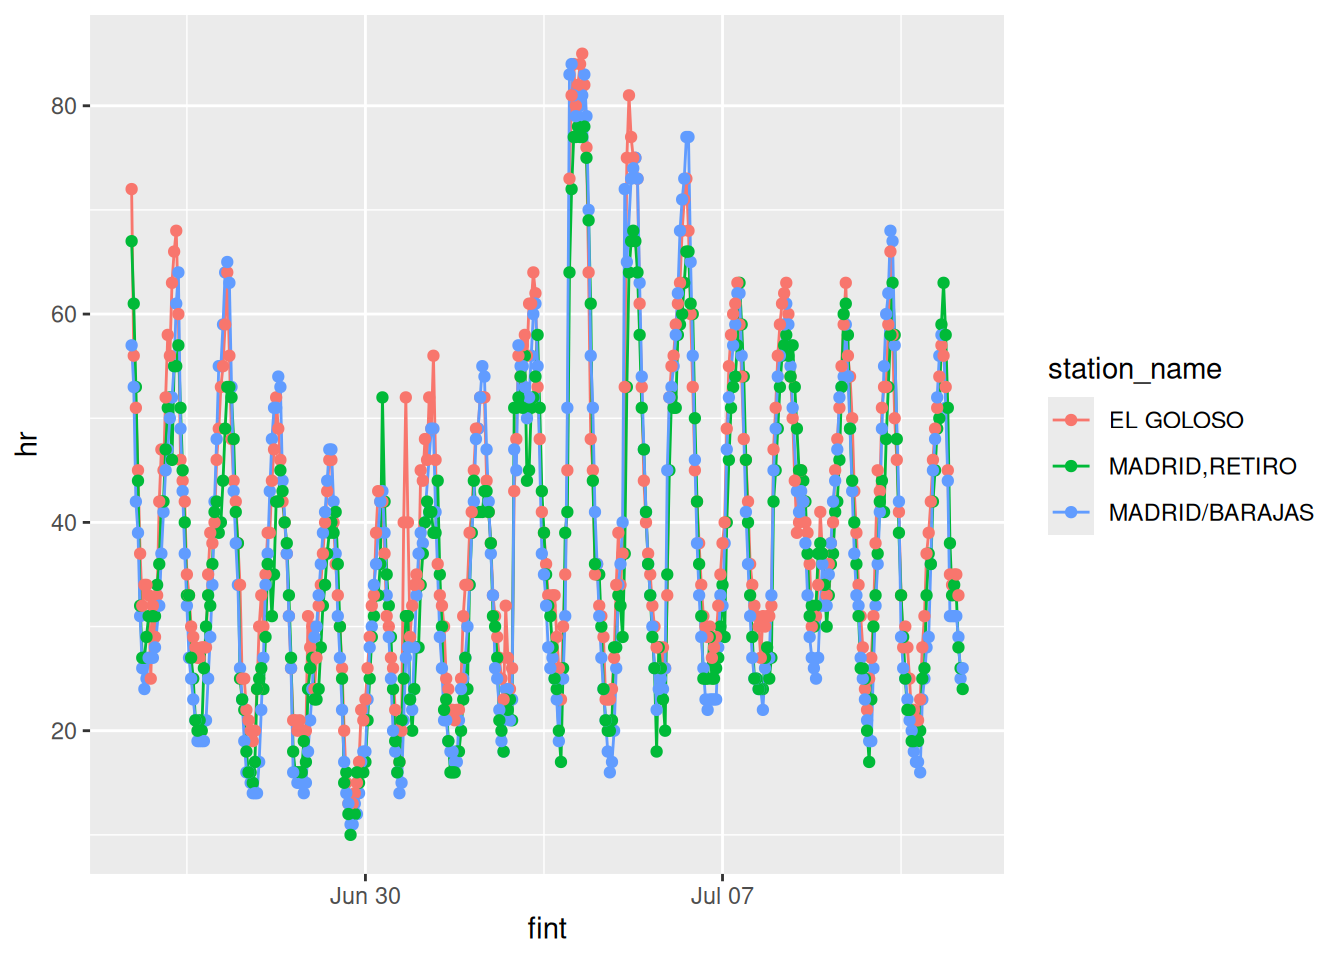 80
60
40
20
hr
Jun 30
Jul 07
fint
station_name
EL GOLOSO
MADRID,RETIRO
MADRID/BARAJAS